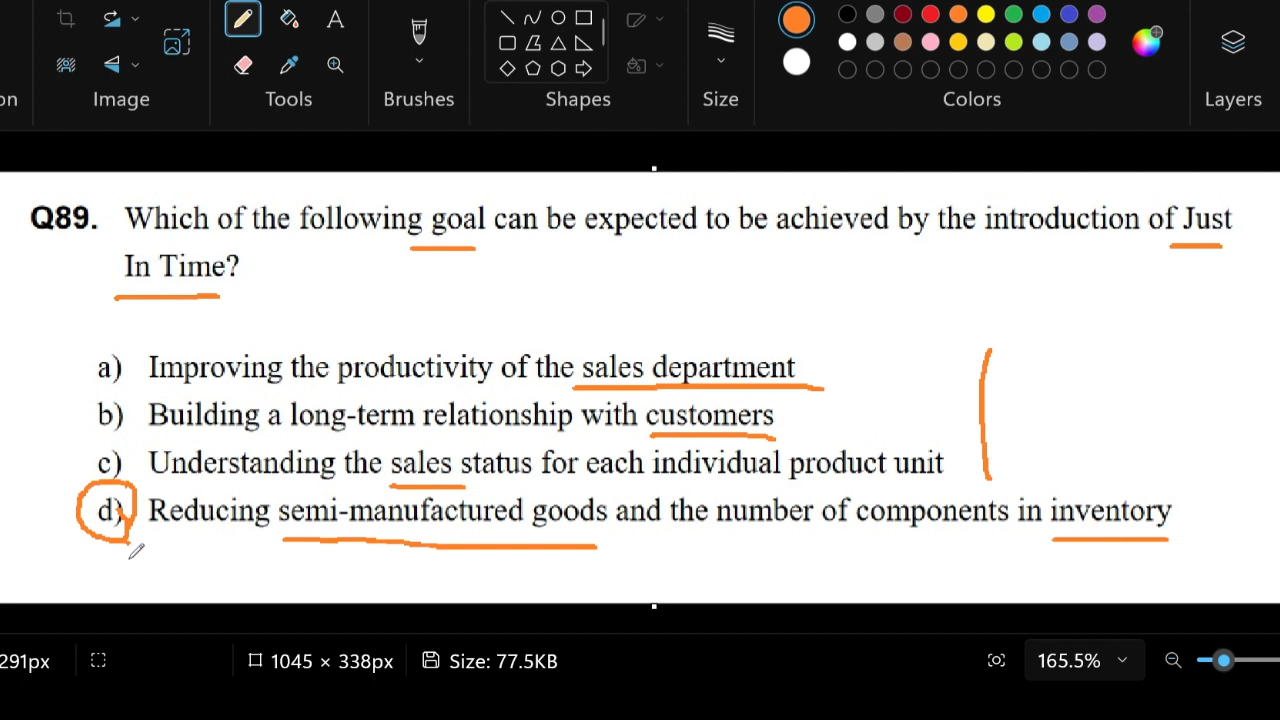 on
Image
Tools
Brushes
Shapes
Size
Colors
Layers
Q89. Which of the following goal can be expected to be achieved by the introduction of Just
In Time?
a) Improving the productivity of the sales department
b) Building a long-term relationship with customers
c) Understanding the sales status for each individual product unit
d) Reducing semi-manufactured goods and the number of components in inventory
291px
1045 × 338px
Size: 77.5KB
165.5%